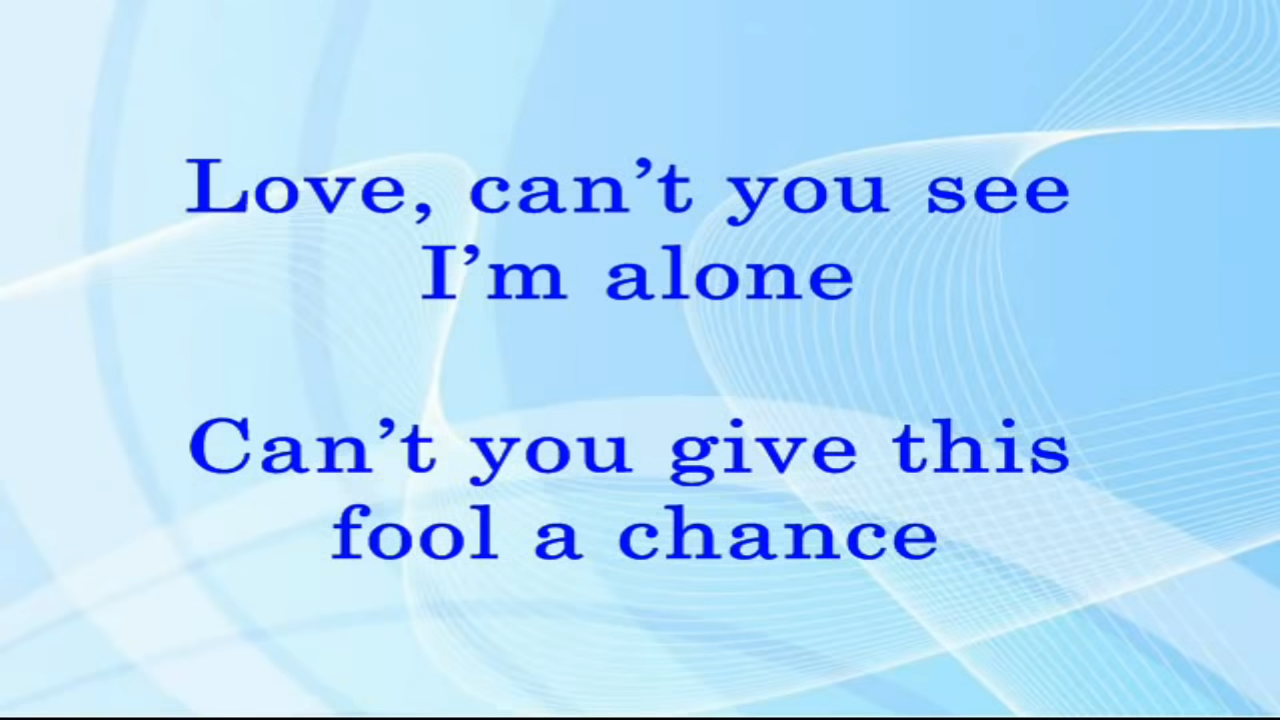 Love, can’t you see
I’m alone
Can’t you give this
fool a chance